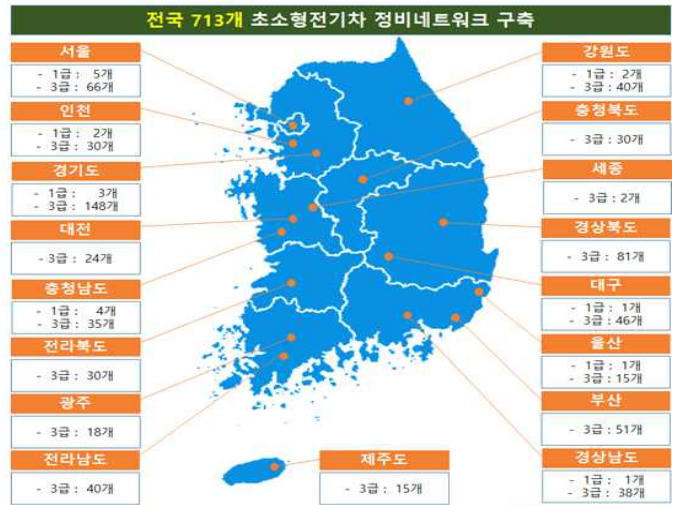 전국 713개 초소형전기차 정비네트워크 구축
서울
- 1급 : 5개
- 3급 : 66개
인천
- 1급 : 2개
- 3급 : 30개
경기도
- 1급 : 3개
- 3급 : 148개
대전
- 3급 : 24개
충청남도
- 1급 : 4개
- 3급 : 35개
전라북도
- 3급 : 30개
광주
- 3급 : 18개
전라남도
- 3급 : 40개
제주도
- 3급 : 15개
강원도
- 1급 : 2개
- 3급 : 40개
충청북도
- 3급 : 30개
세종
- 3급 : 2개
경상북도
- 3급 : 81개
대구
- 1급 : 1개
- 3급 : 46개
울산
- 1급 : 1개
- 3급 : 15개
부산
- 3급 : 51개
경상남도
- 1급 : 1개
- 3급 : 38개